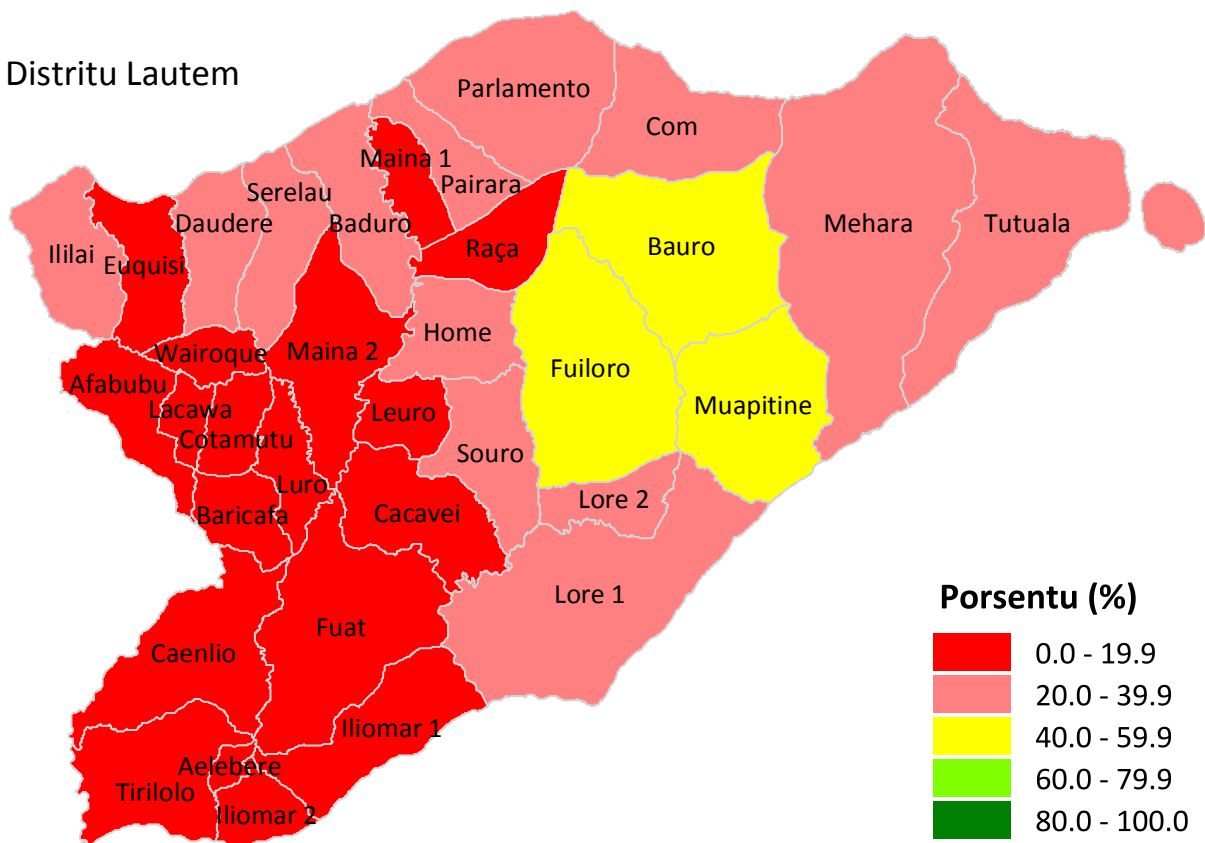 Distritu Lautem
Parlamento
Com
Maina 1
Pairara
Serelau
Daudere
Baduro
Mehara
Tutuala
Ililai
Euquisi
Raça
Bauro
Home
Wairoque
Maina 2
Fuiloro
Afabubu
Lacawa
Leuro
Muapitine
Cotamutu
Souro
Luro
Lore 2
Baricafa
Cacavei
Lore 1
Fuat
Caenlio
Iliomar 1
Aelebere
Tirilolo
Iliomar 2
Porsentu (%)
0.0 - 19.9
20.0 - 39.9
40.0 - 59.9
60.0 - 79.9
80.0 - 100.0